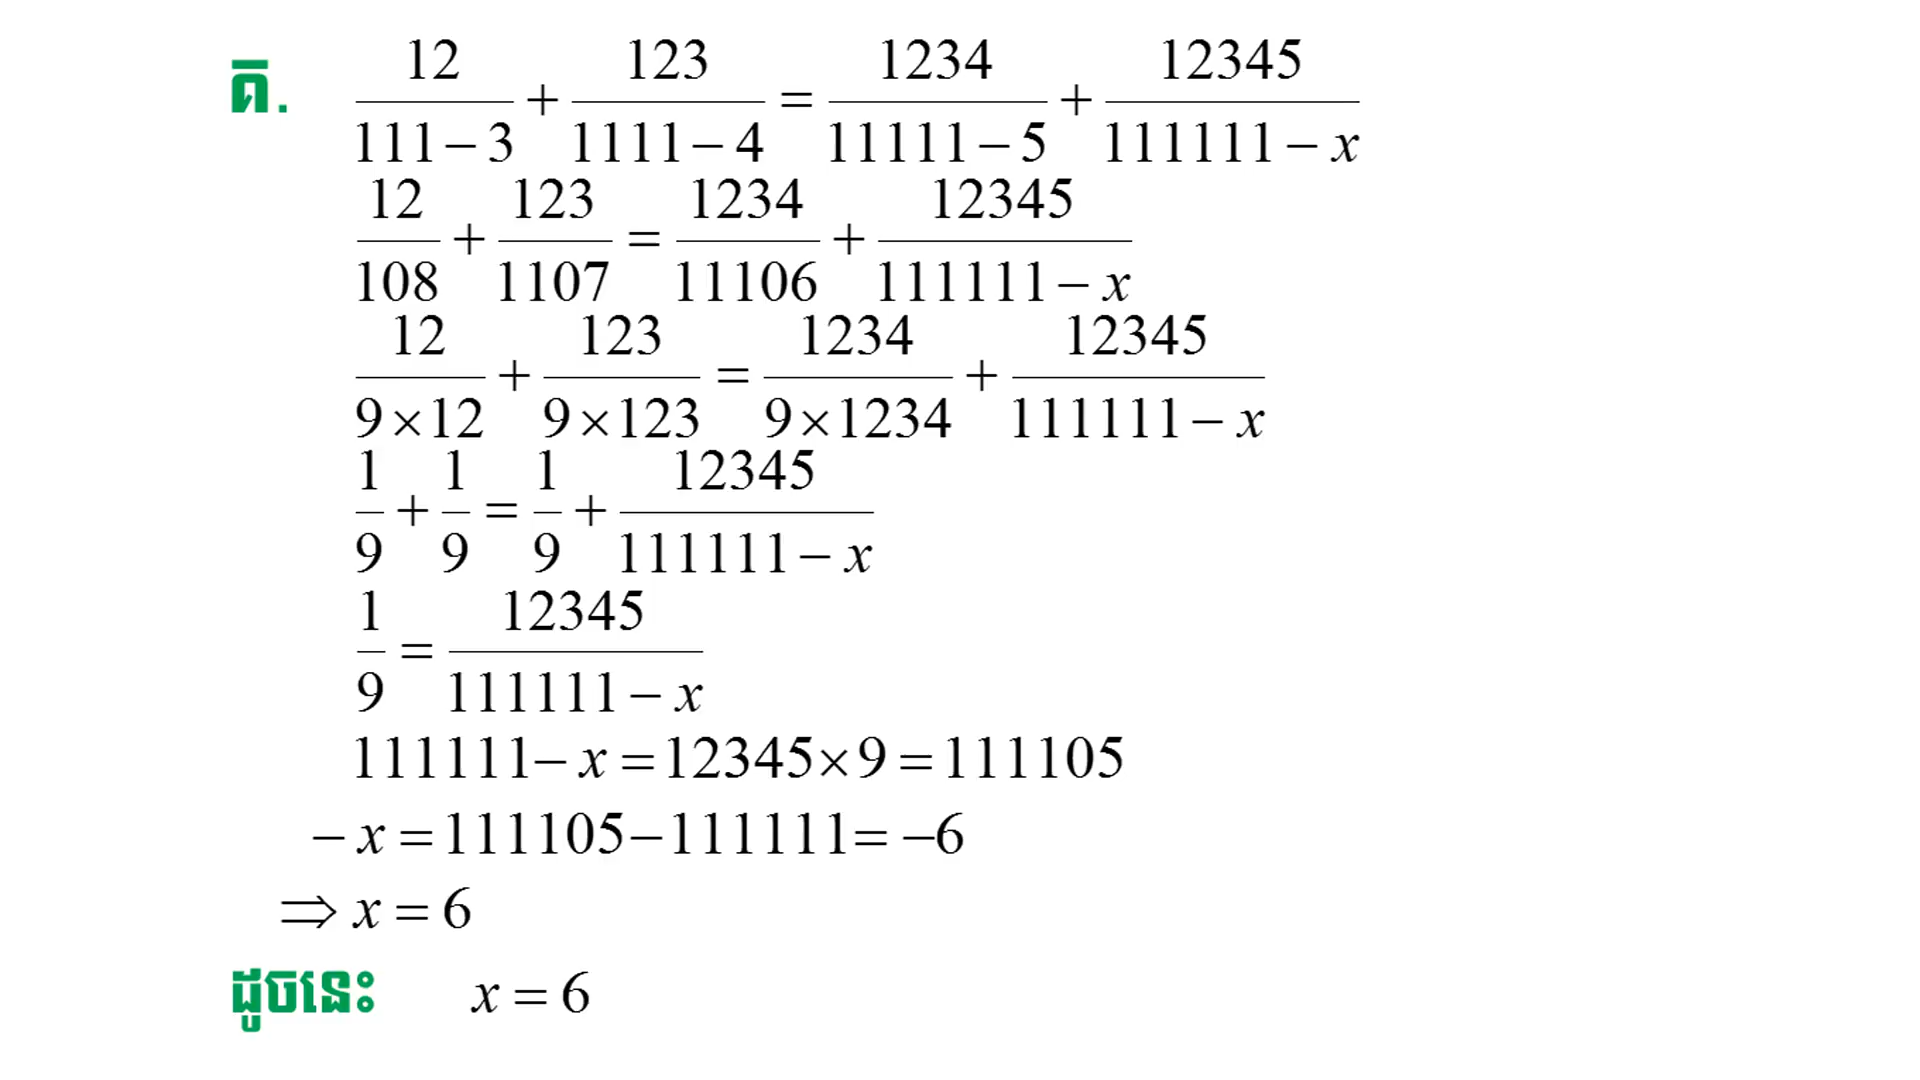 គ. 12/(111−3) + 123/(1111−4) = 1234/(11111−5) + 12345/(111111−x)
12/108 + 123/1107 = 1234/11106 + 12345/(111111−x)
12/(9×12) + 123/(9×123) = 1234/(9×1234) + 12345/(111111−x)
1/9 + 1/9 = 1/9 + 12345/(111111−x)
1/9 = 12345/(111111−x)
111111−x=12345×9=111105
−x=111105−111111=−6
⇒x=6
ដូចនេះ x=6